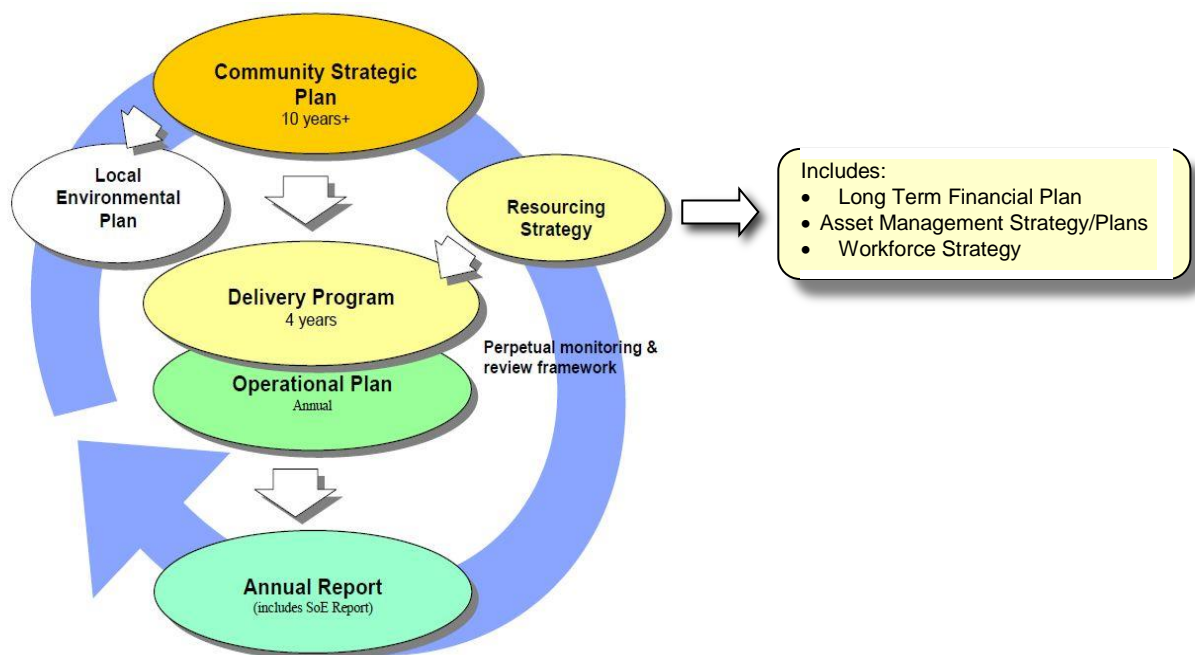 Community Strategic
Plan
10 years+
Local
Environmental
Plan
Resourcing
Strategy
Includes:
• Long Term Financial Plan
• Asset Management Strategy/Plans
• Workforce Strategy
Delivery Program
4 years
Perpetual monitoring &
review framework
Operational Plan
Annual
Annual Report
(includes SoE Report)